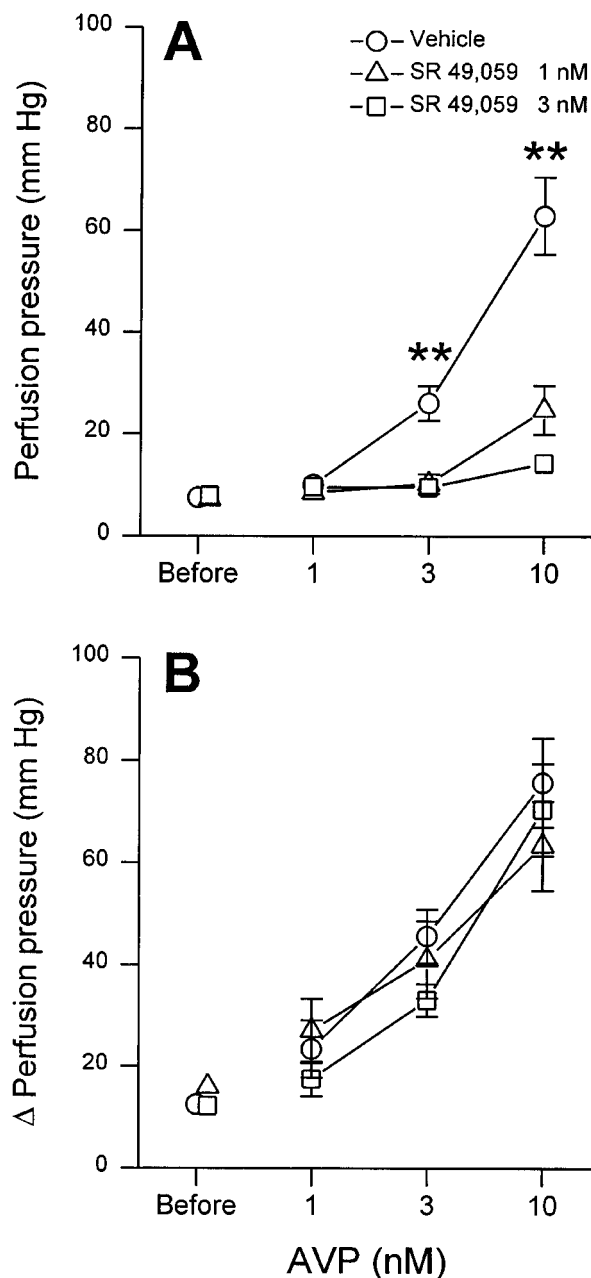 A
Vehicle
SR 49,059 1 nM
SR 49,059 3 nM
Perfusion pressure (mm Hg)
100
80
60
40
20
0
**
**
Before 1 3 10
B
Δ Perfusion pressure (mm Hg)
100
80
60
40
20
0
Before 1 3 10
AVP (nM)